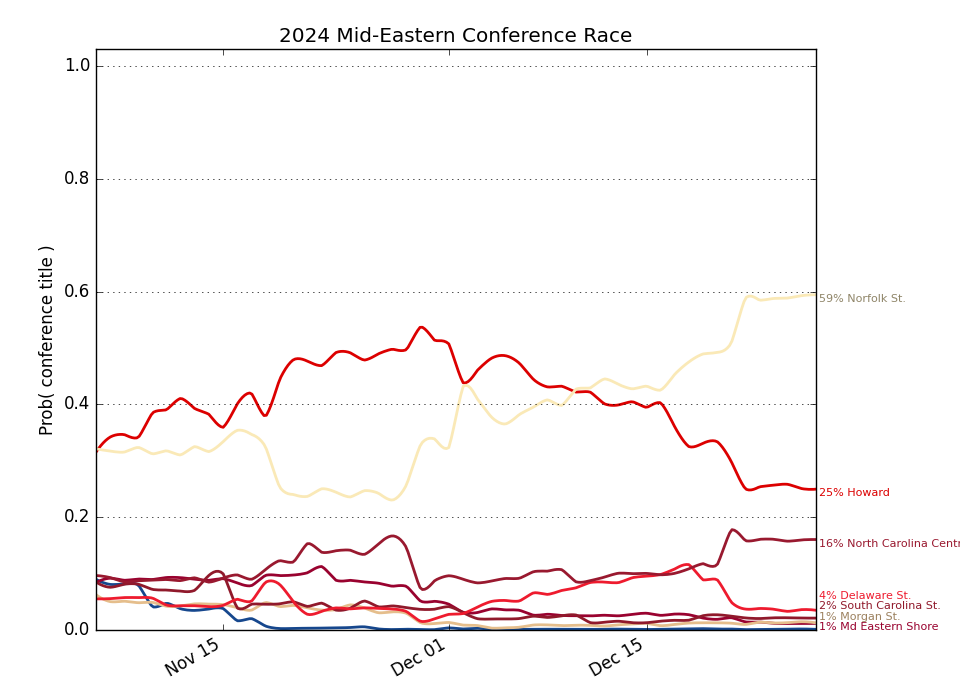 2024 Mid-Eastern Conference Race
Prob( conference title )
1.0
0.8
0.6
0.4
0.2
0.0
Nov 15
Dec 01
Dec 15
59% Norfolk St.
25% Howard
16% North Carolina Centr
4% Delaware St.
2% South Carolina St.
1% Morgan St.
1% Md Eastern Shore